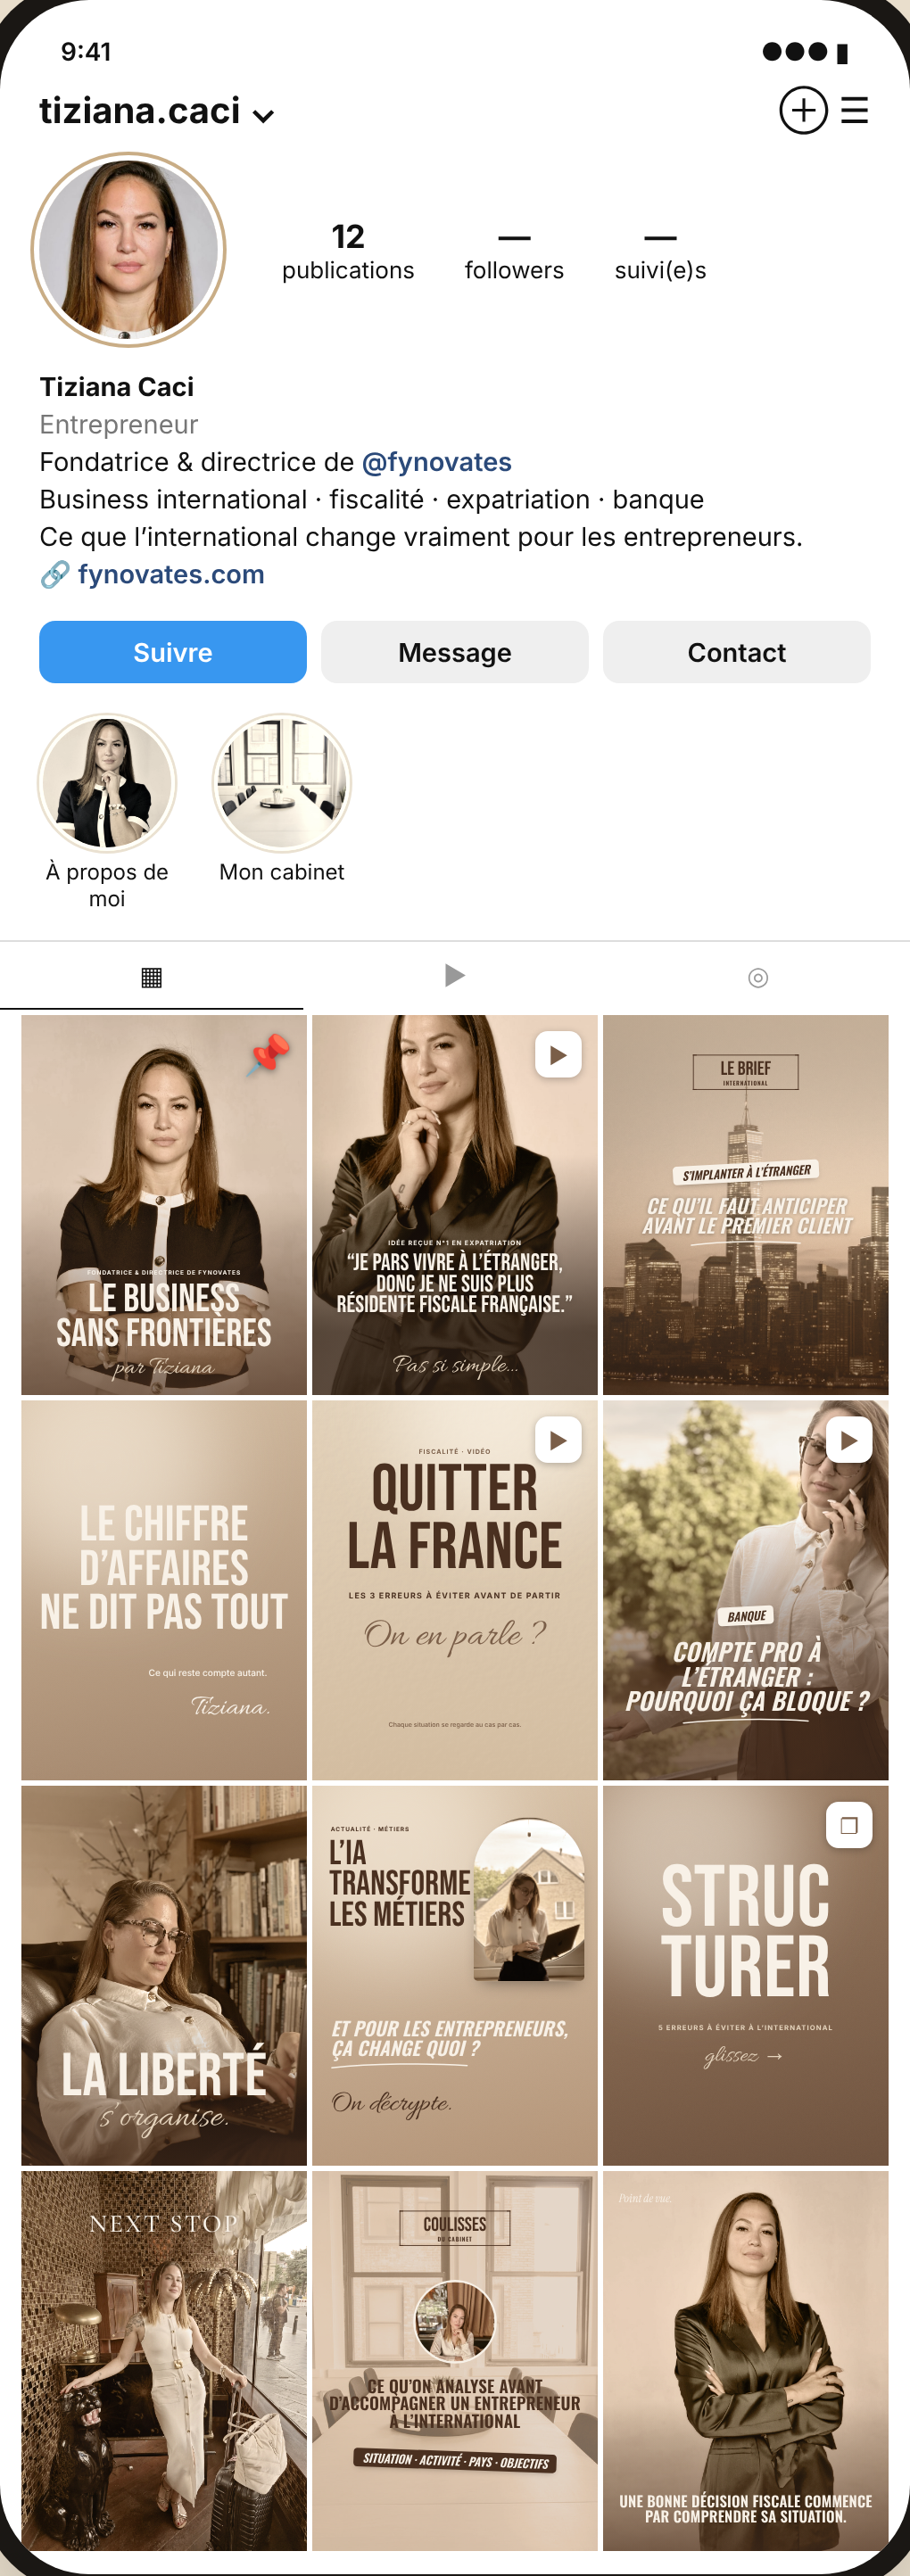 9:41
tiziana.caci
12
—
—
publications
followers
suivi(e)s
Tiziana Caci
Entrepreneur
Fondatrice & directrice de @fynovates
Business international · fiscalité · expatriation · banque
Ce que l’international change vraiment pour les entrepreneurs.
fynovates.com
Suivre
Message
Contact
À propos de
moi
Mon cabinet
FONDATRICE & DIRECTRICE DE FYNOVATES
LE BUSINESS
SANS FRONTIÈRES
par Tiziana
IDÉE REÇUE N°1 EN EXPATRIATION
“JE PARS VIVRE À L’ÉTRANGER,
DONC JE NE SUIS PLUS
RÉSIDENTE FISCALE FRANÇAISE.”
Pas si simple...
LE BRIEF
INTERNATIONAL
S’IMPLANTER À L’ÉTRANGER
CE QU’IL FAUT ANTICIPER
AVANT LE PREMIER CLIENT
LE CHIFFRE
D’AFFAIRES
NE DIT PAS TOUT
Ce qui reste compte autant.
Tiziana.
FISCALITÉ · VIDÉO
QUITTER
LA FRANCE
LES 3 ERREURS À ÉVITER AVANT DE PARTIR
On en parle ?
Chaque situation se regarde au cas par cas.
BANQUE
COMPTE PRO À
L’ÉTRANGER :
POURQUOI ÇA BLOQUE ?
LA LIBERTÉ
s’organise.
ACTUALITÉ · MÉTIERS
L’IA
TRANSFORME
LES MÉTIERS
ET POUR LES ENTREPRENEURS,
ÇA CHANGE QUOI ?
On décrypte.
STRUC
TURER
5 ERREURS À ÉVITER À L’INTERNATIONAL
glissez →
NEXT STOP
COULISSES
DU CABINET
CE QU’ON ANALYSE AVANT
D’ACCOMPAGNER UN ENTREPRENEUR
À L’INTERNATIONAL
SITUATION · ACTIVITÉ · PAYS · OBJECTIFS
Point de vue.
UNE BONNE DÉCISION FISCALE COMMENCE
PAR COMPRENDRE SA SITUATION.